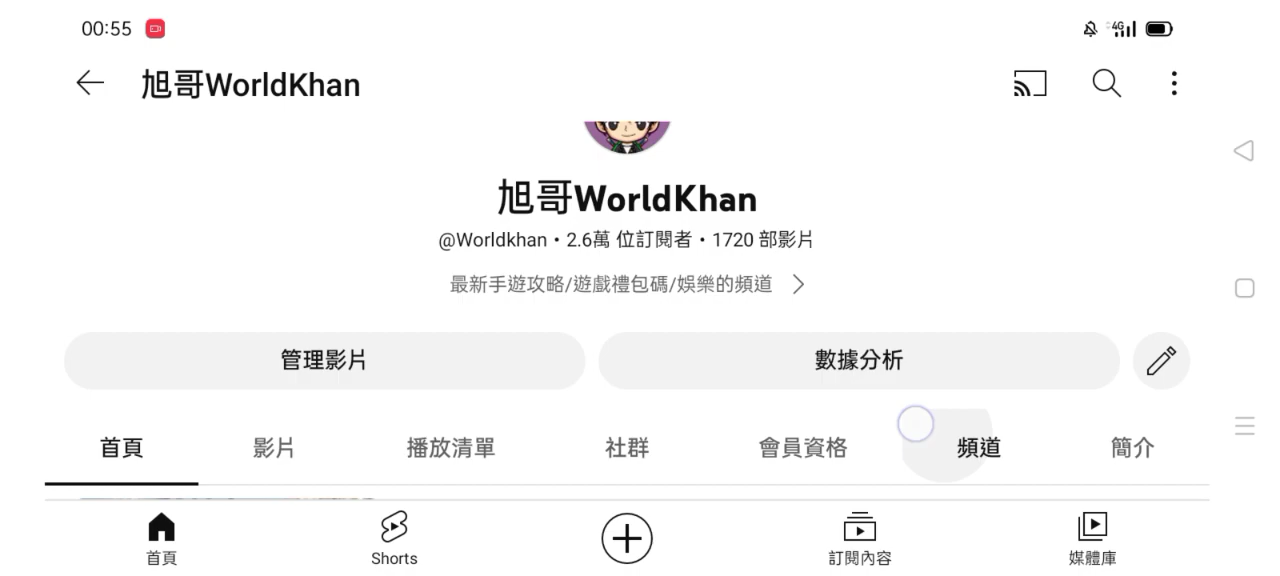 00:55
4G
旭哥WorldKhan
旭哥WorldKhan
@Worldkhan • 2.6萬 位訂閱者 • 1720 部影片
最新手遊攻略/遊戲禮包碼/娛樂的頻道
管理影片
數據分析
首頁 影片 播放清單 社群 會員資格 頻道 簡介
首頁 Shorts 訂閱內容 媒體庫